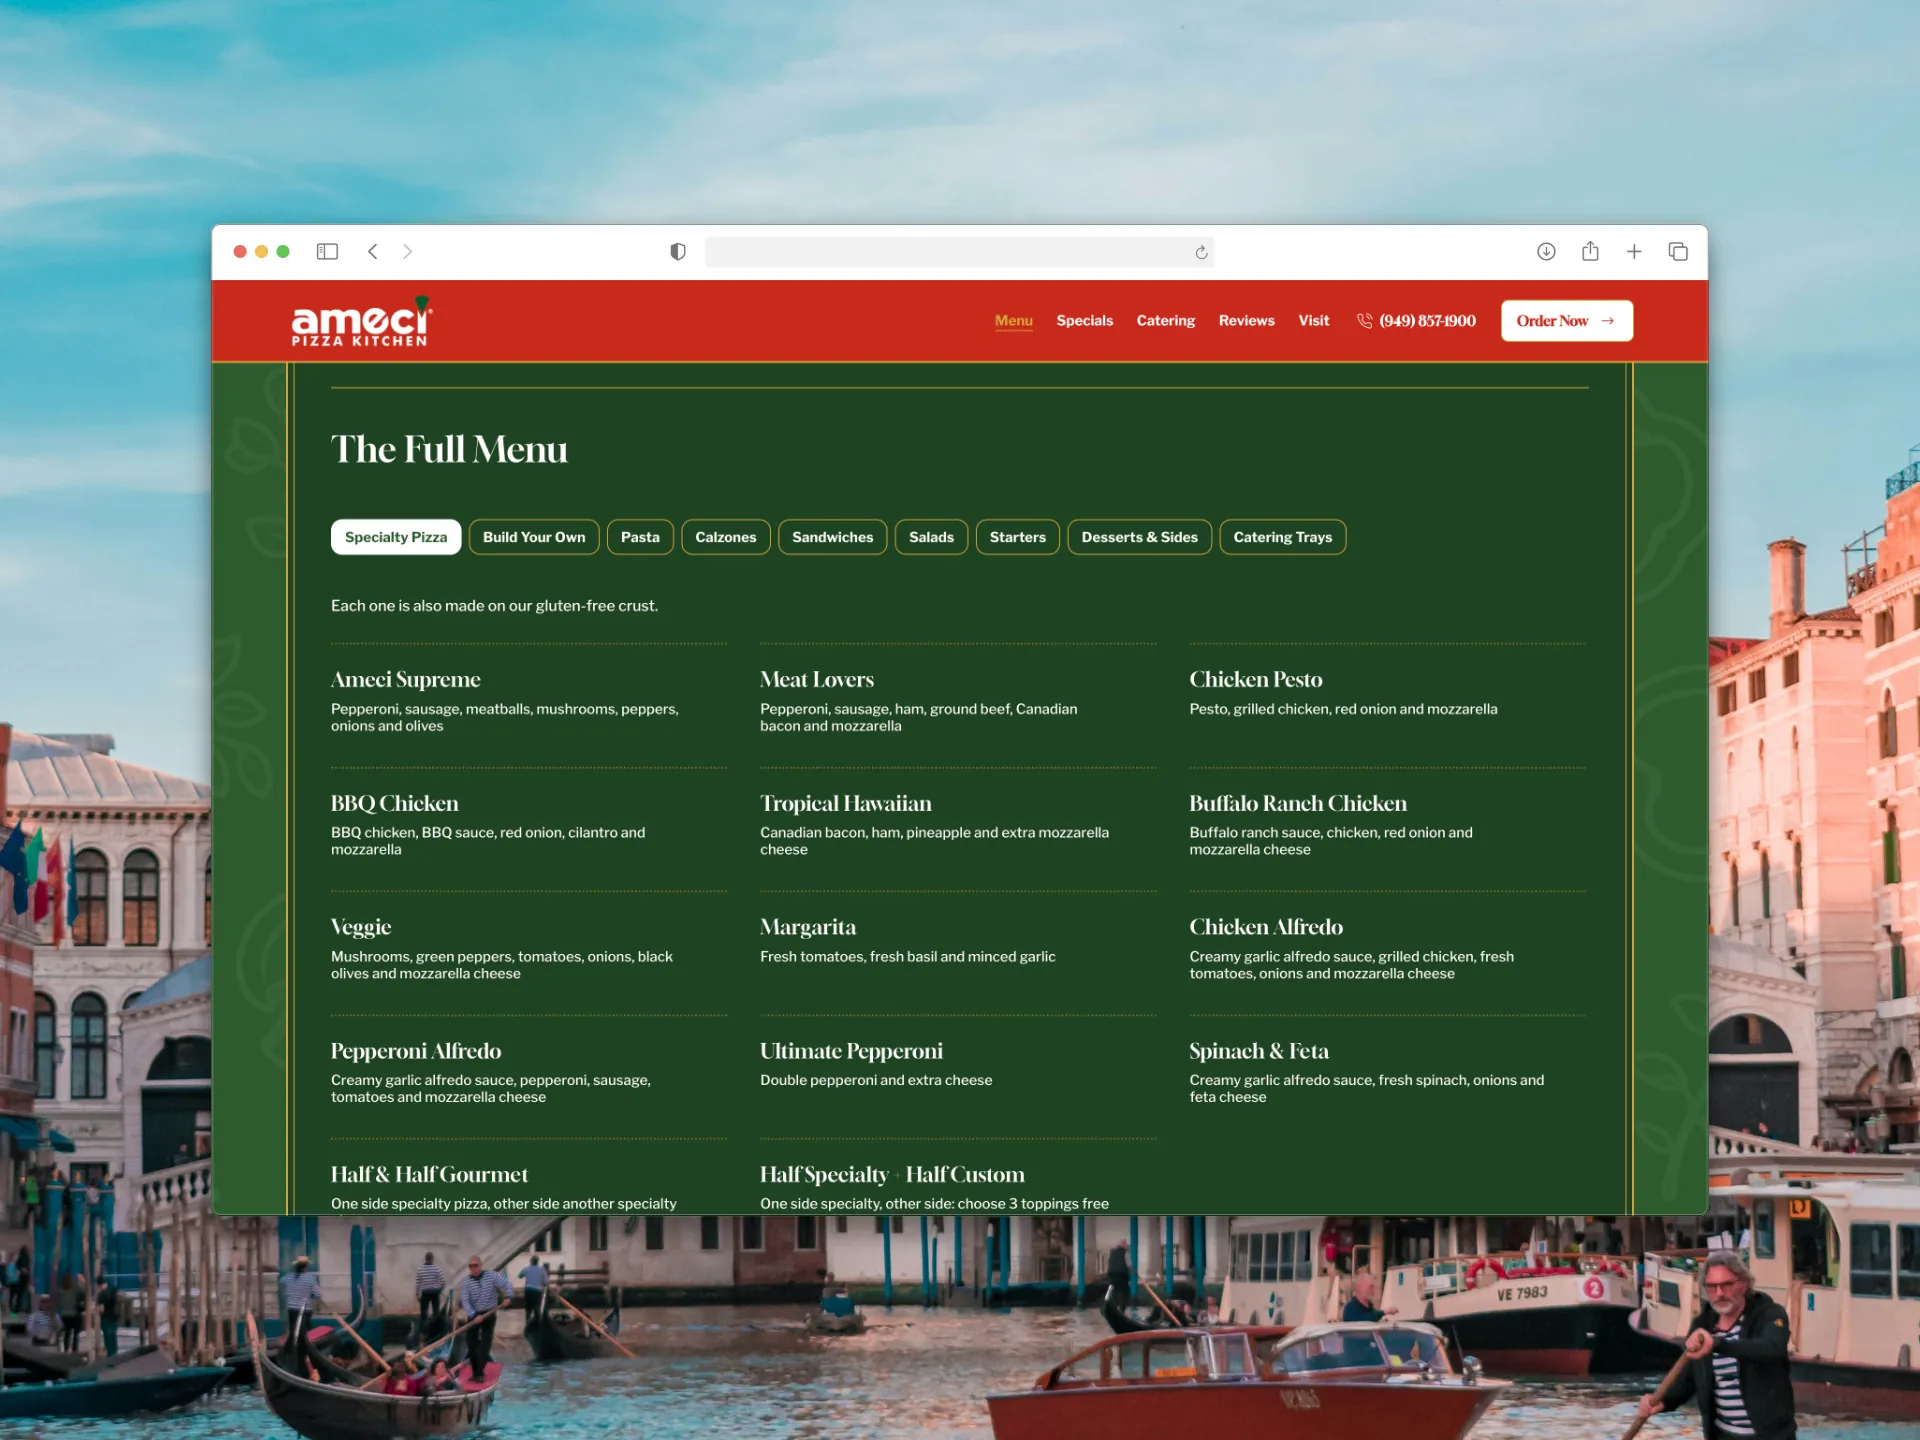 ameci
PIZZA KITCHEN
Menu Specials Catering Reviews Visit (949) 857-1900 Order Now →
The Full Menu
Specialty Pizza Build Your Own Pasta Calzones Sandwiches Salads Starters Desserts & Sides Catering Trays
Each one is also made on our gluten-free crust.
Ameci Supreme
Pepperoni, sausage, meatballs, mushrooms, peppers,
onions and olives
Meat Lovers
Pepperoni, sausage, ham, ground beef, Canadian
bacon and mozzarella
Chicken Pesto
Pesto, grilled chicken, red onion and mozzarella
BBQ Chicken
BBQ chicken, BBQ sauce, red onion, cilantro and
mozzarella
Tropical Hawaiian
Canadian bacon, ham, pineapple and extra mozzarella
cheese
Buffalo Ranch Chicken
Buffalo ranch sauce, chicken, red onion and
mozzarella cheese
Veggie
Mushrooms, green peppers, tomatoes, onions, black
olives and mozzarella cheese
Margarita
Fresh tomatoes, fresh basil and minced garlic
Chicken Alfredo
Creamy garlic alfredo sauce, grilled chicken, fresh
tomatoes, onions and mozzarella cheese
Pepperoni Alfredo
Creamy garlic alfredo sauce, pepperoni, sausage,
tomatoes and mozzarella cheese
Ultimate Pepperoni
Double pepperoni and extra cheese
Spinach & Feta
Creamy garlic alfredo sauce, fresh spinach, onions and
feta cheese
Half & Half Gourmet
One side specialty pizza, other side another specialty
Half Specialty + Half Custom
One side specialty, other side: choose 3 toppings free
VE 7983
2